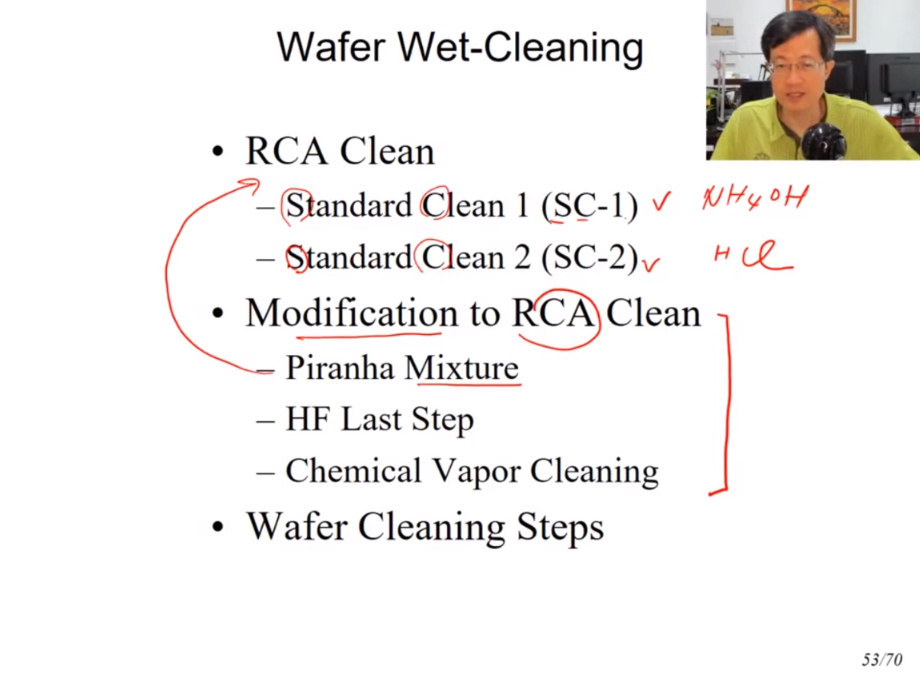 Wafer Wet-Cleaning
• RCA Clean
– Standard Clean 1 (SC-1) ✓ NH4OH
– Standard Clean 2 (SC-2) ✓ HCl
• Modification to RCA Clean
– Piranha Mixture
– HF Last Step
– Chemical Vapor Cleaning
• Wafer Cleaning Steps
53/70